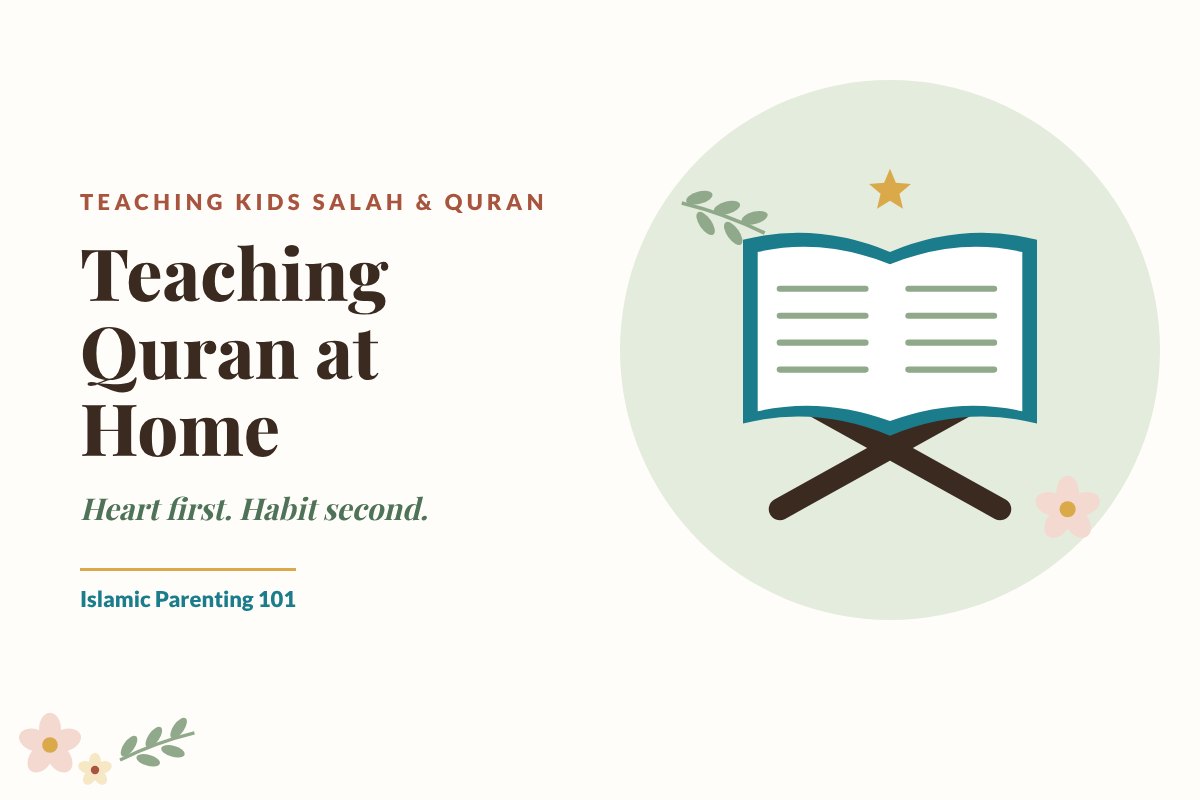 TEACHING KIDS SALAH & QURAN
Teaching
Quran at
Home
Heart first. Habit second.
Islamic Parenting 101